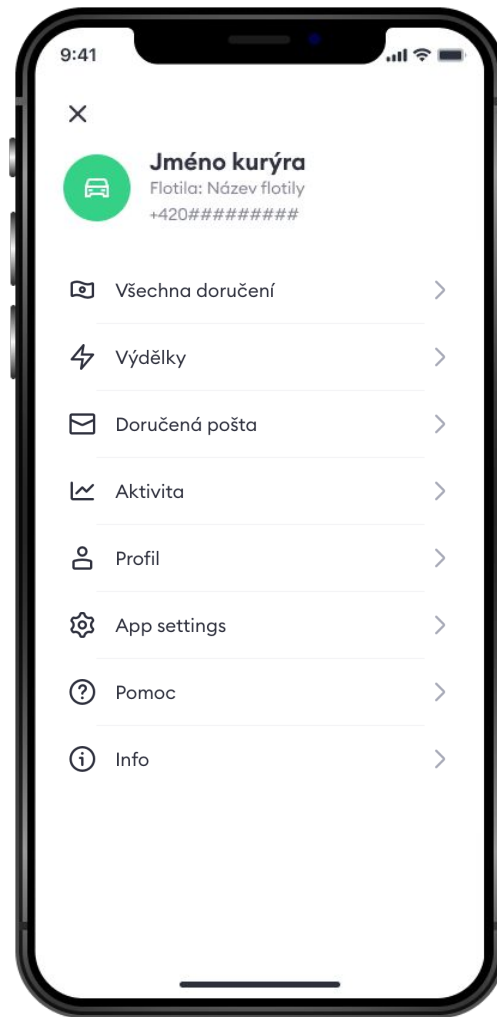 9:41
Jméno kurýra
Flotila: Název flotily
+420#########
Všechna doručení
Výdělky
Doručená pošta
Aktivita
Profil
App settings
Pomoc
Info